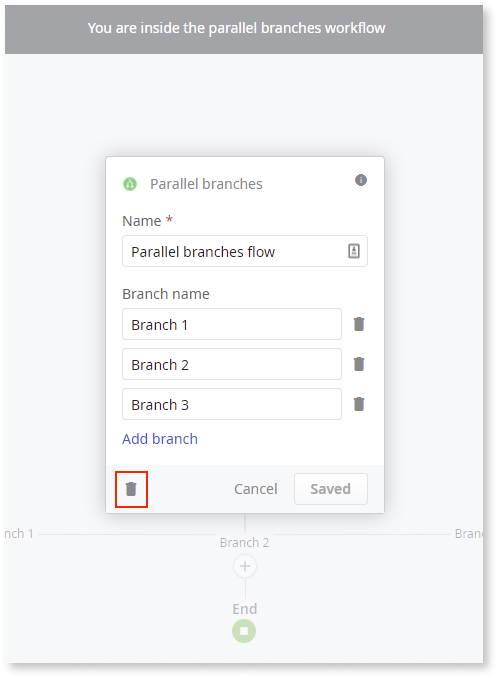 You are inside the parallel branches workflow
Parallel branches
Name *
Parallel branches flow
Branch name
Branch 1
Branch 2
Branch 3
Add branch
Cancel
Saved
nch 1
Branch 2
Bran
End